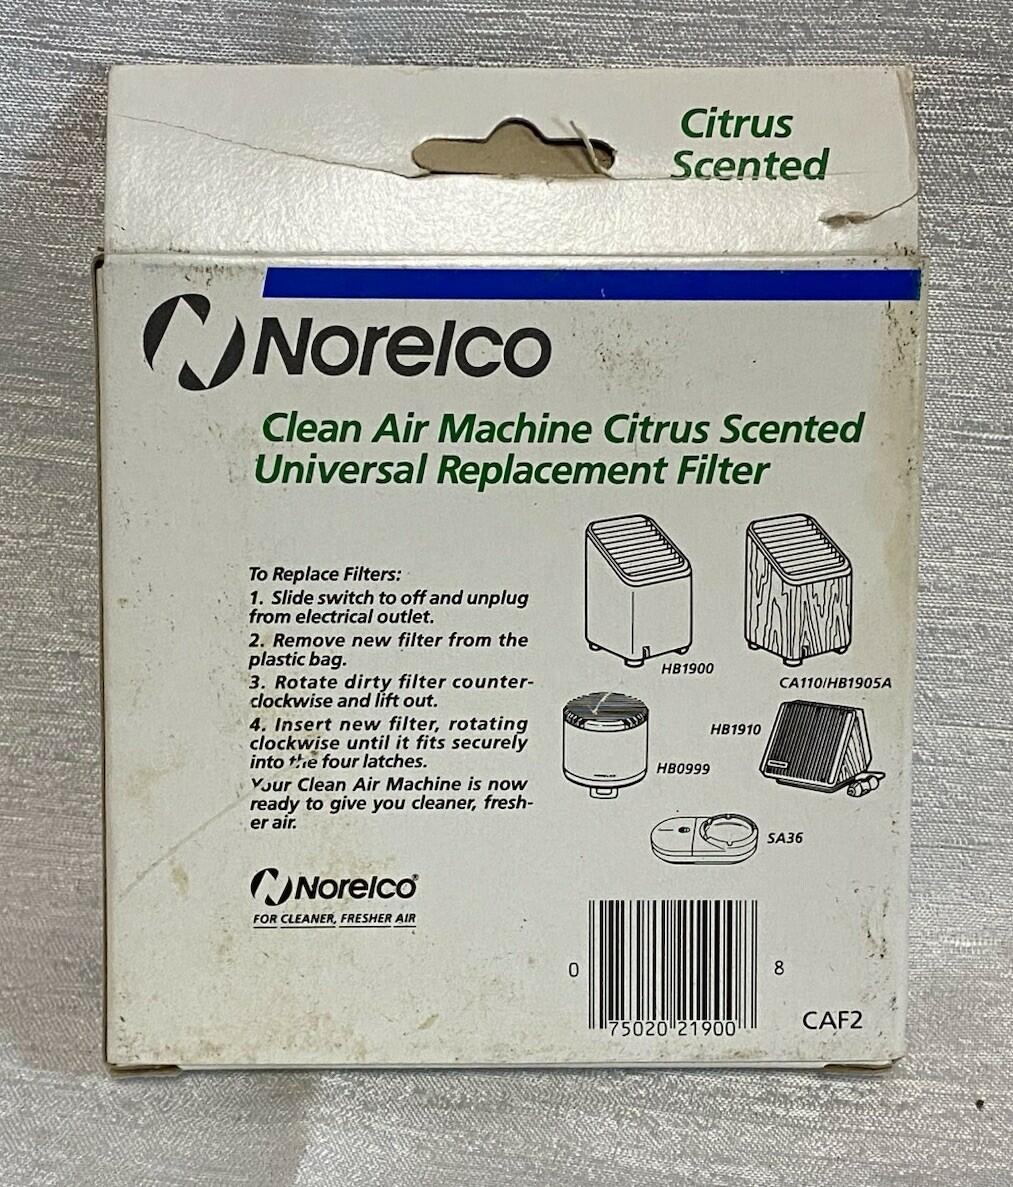 Citrus
Scented
Norelco
Clean Air Machine Citrus Scented
Universal Replacement Filter
To Replace Filters:
1. Slide switch to off and unplug
from electrical outlet.
2. Remove new filter from the
plastic bag.
3. Rotate dirty filter counter-
clockwise and lift out.
4. Insert new filter, rotating
clockwise until it fits securely
into the four latches.
Your Clean Air Machine is now
ready to give you cleaner, fresh-
er air.
HB1900
CA110/HB1905A
HB1910
HB0999
SA36
Norelco®
FOR CLEANER, FRESHER AIR
0 75020 21900 8
CAF2